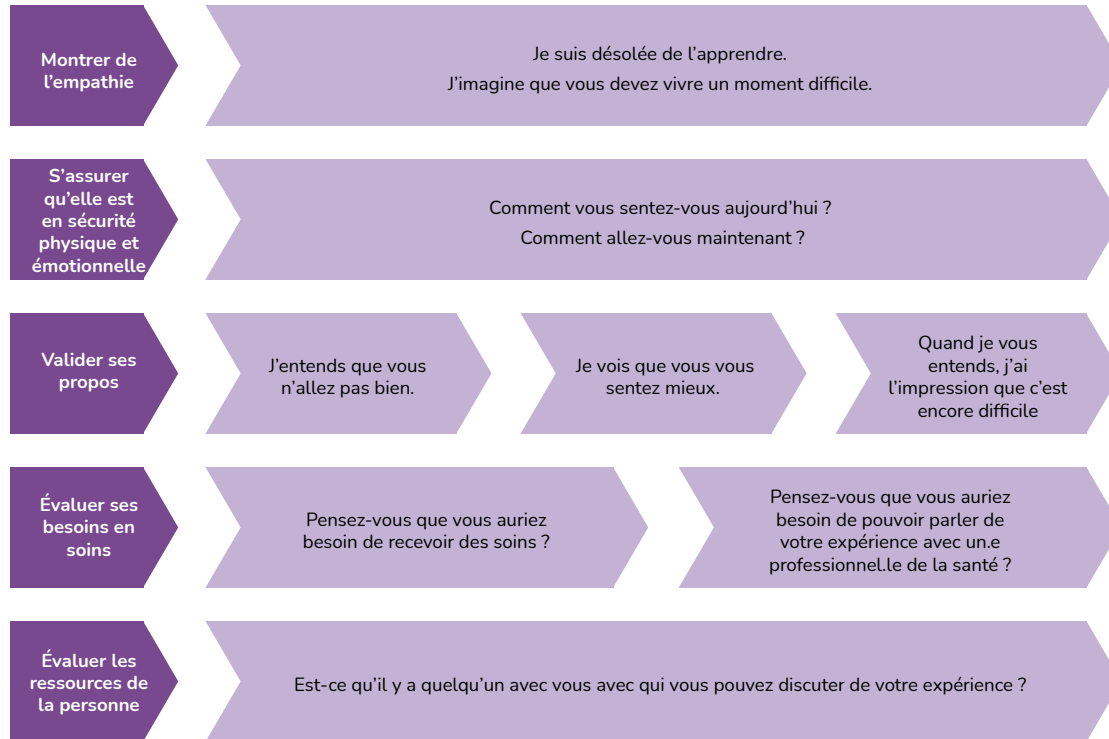 Montrer de
l'empathie
Je suis désolée de l'apprendre.
J'imagine que vous devez vivre un moment difficile.
S'assurer
qu'elle est
en sécurité
physique et
émotionnelle
Comment vous sentez-vous aujourd'hui ?
Comment allez-vous maintenant ?
Valider ses
propos
J'entends que vous
n'allez pas bien.
Je vois que vous vous
sentez mieux.
Quand je vous
entends, j'ai
l'impression que c'est
encore difficile
Évaluer ses
besoins en
soins
Pensez-vous que vous auriez
besoin de recevoir des soins ?
Pensez-vous que vous auriez
besoin de pouvoir parler de
votre expérience avec un.e
professionnel.le de la santé ?
Évaluer les
ressources de
la personne
Est-ce qu'il y a quelqu'un avec vous avec qui vous pouvez discuter de votre expérience ?